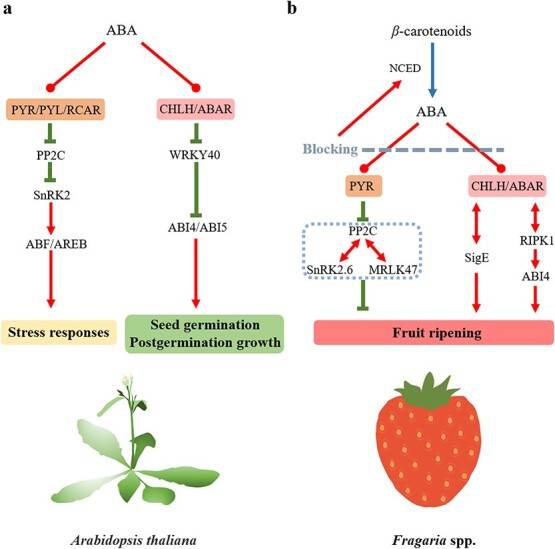 a
ABA
PYR/PYL/RCAR
CHLH/ABAR
PP2C
WRKY40
SnRK2
ABF/AREB
ABI4/ABI5
Stress responses
Seed germination
Postgermination growth
Arabidopsis thaliana
b
β-carotenoids
NCED
ABA
Blocking
PYR
CHLH/ABAR
PP2C
SnRK2.6
MRLK47
SigE
RIPK1
ABI4
Fruit ripening
Fragaria spp.